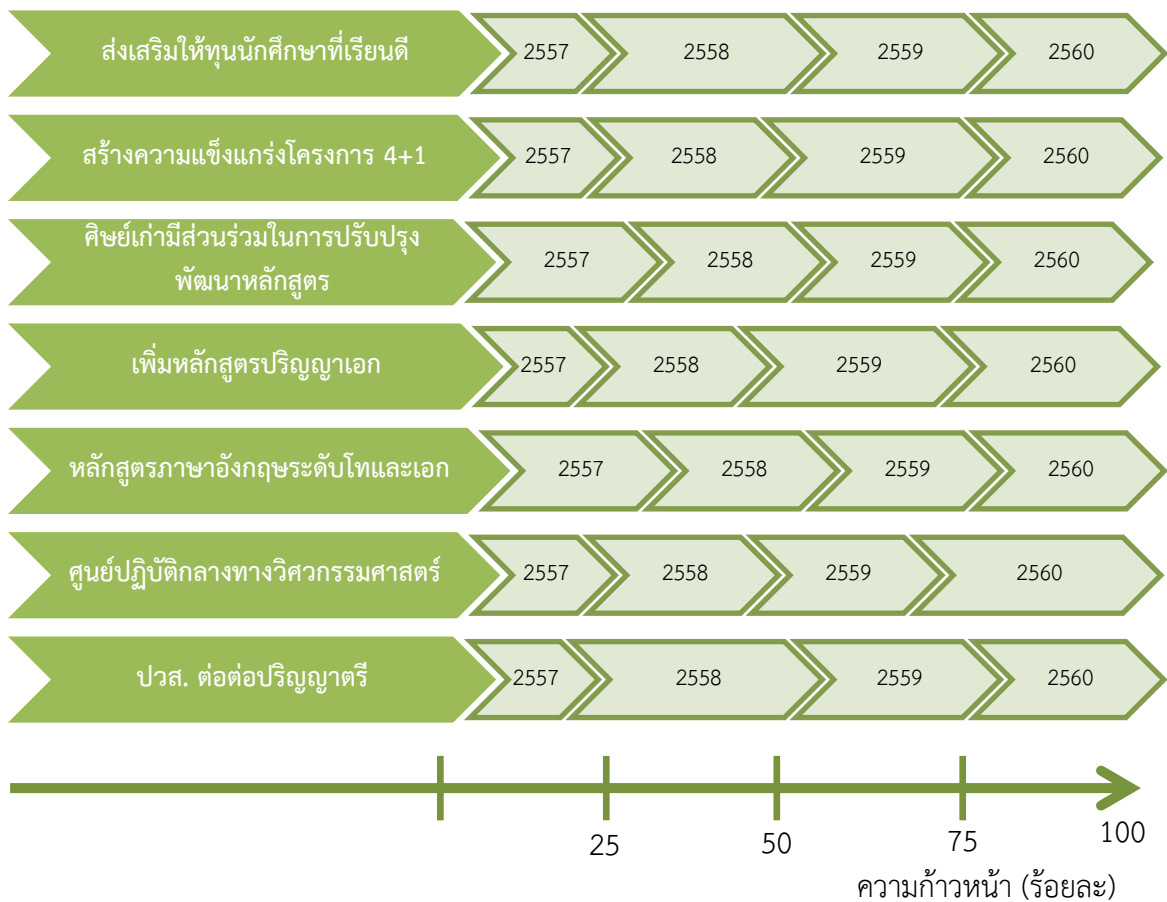 ส่งเสริมให้ทุนนักศึกษาที่เรียนดี 2557 2558 2559 2560
สร้างความแข็งแกร่งโครงการ 4+1 2557 2558 2559 2560
ศิษย์เก่ามีส่วนร่วมในการปรับปรุง
พัฒนาหลักสูตร 2557 2558 2559 2560
เพิ่มหลักสูตรปริญญาเอก 2557 2558 2559 2560
หลักสูตรภาษาอังกฤษระดับโทและเอก 2557 2558 2559 2560
ศูนย์ปฏิบัติกลางทางวิศวกรรมศาสตร์ 2557 2558 2559 2560
ปวส. ต่อต่อปริญญาตรี 2557 2558 2559 2560
25 50 75 100
ความก้าวหน้า (ร้อยละ)